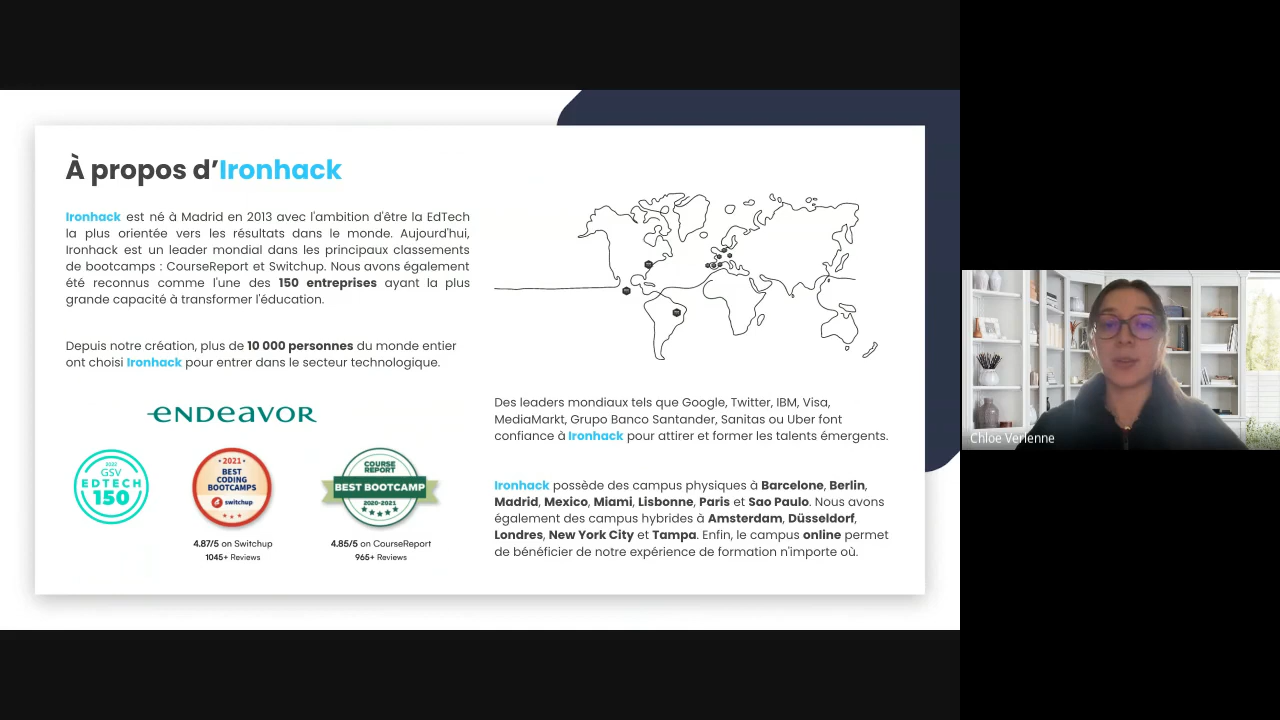 À propos d'Ironhack
Ironhack est né à Madrid en 2013 avec l'ambition d'être la EdTech
la plus orientée vers les résultats dans le monde. Aujourd'hui,
Ironhack est un leader mondial dans les principaux classements
de bootcamps : CourseReport et Switchup. Nous avons également
été reconnus comme l'une des 150 entreprises ayant la plus
grande capacité à transformer l'éducation.
Depuis notre création, plus de 10 000 personnes du monde entier
ont choisi Ironhack pour entrer dans le secteur technologique.
enDeavor
2022
GSV
EDTECH
150
• 2021 •
BEST
CODING
BOOTCAMPS
switchup
COURSE
REPORT
BEST BOOTCAMP
2020-2021
4.87/5 on Switchup
1045+ Reviews
4.85/5 on CourseReport
965+ Reviews
Des leaders mondiaux tels que Google, Twitter, IBM, Visa,
MediaMarkt, Grupo Banco Santander, Sanitas ou Uber font
confiance à Ironhack pour attirer et former les talents émergents.
Ironhack possède des campus physiques à Barcelone, Berlin,
Madrid, Mexico, Miami, Lisbonne, Paris et Sao Paulo. Nous avons
également des campus hybrides à Amsterdam, Düsseldorf,
Londres, New York City et Tampa. Enfin, le campus online permet
de bénéficier de notre expérience de formation n'importe où.
Chloe Verienne